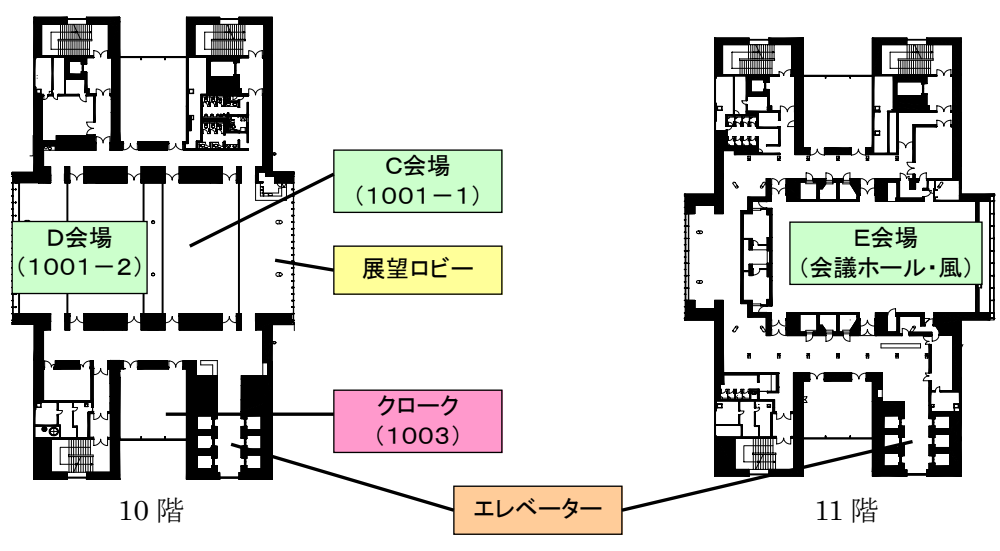 C会場
(1001-1)
D会場
(1001-2)
展望ロビー
E会場
(会議ホール・風)
クローク
(1003)
エレベーター
10 階
11 階